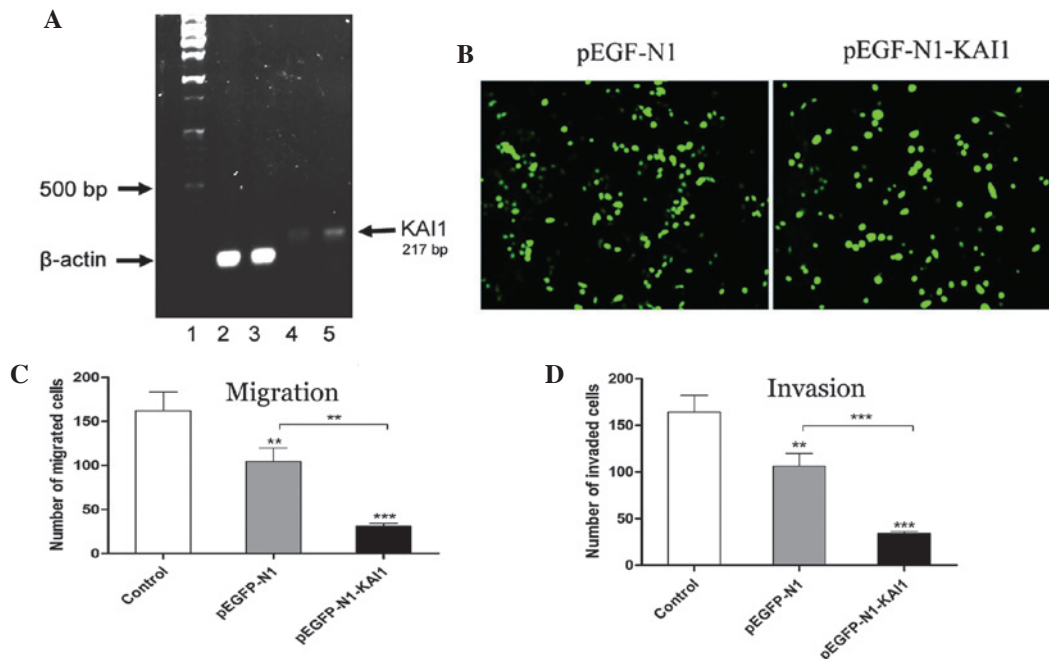 A
500 bp
β-actin
KAI1
217 bp
1 2 3 4 5
B
pEGF-N1
pEGF-N1-KAI1
C
Migration
Number of migrated cells
200
150
100
50
0
**
**
***
Control
pEGFP-N1
pEGFP-N1-KAI1
D
Invasion
Number of invaded cells
200
150
100
50
0
***
**
***
Control
pEGFP-N1
pEGFP-N1-KAI1